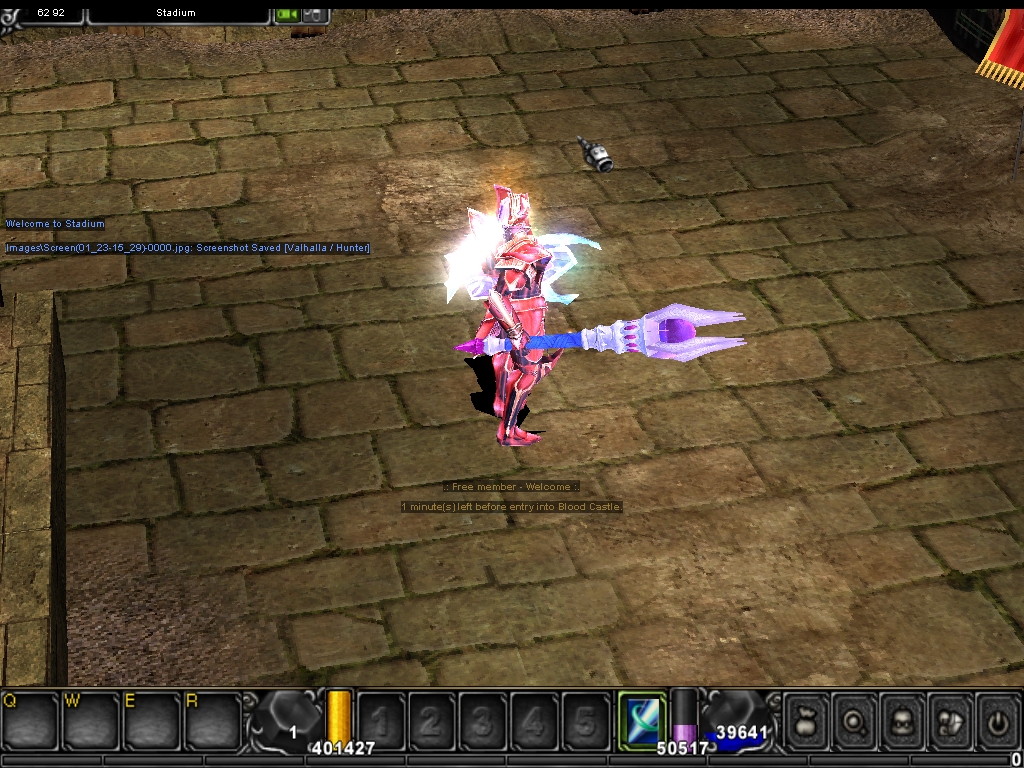 62 92
Stadium
Welcome to Stadium
Images\Screen(01_23-15_29)-0000.jpg: Screenshot Saved [Valhalla / Hunter]
.: Free member - Welcome :.
1 minute(s) left before entry into Blood Castle.
Q W E R
1 2 3 4 5
1
401427
50517
39641
0